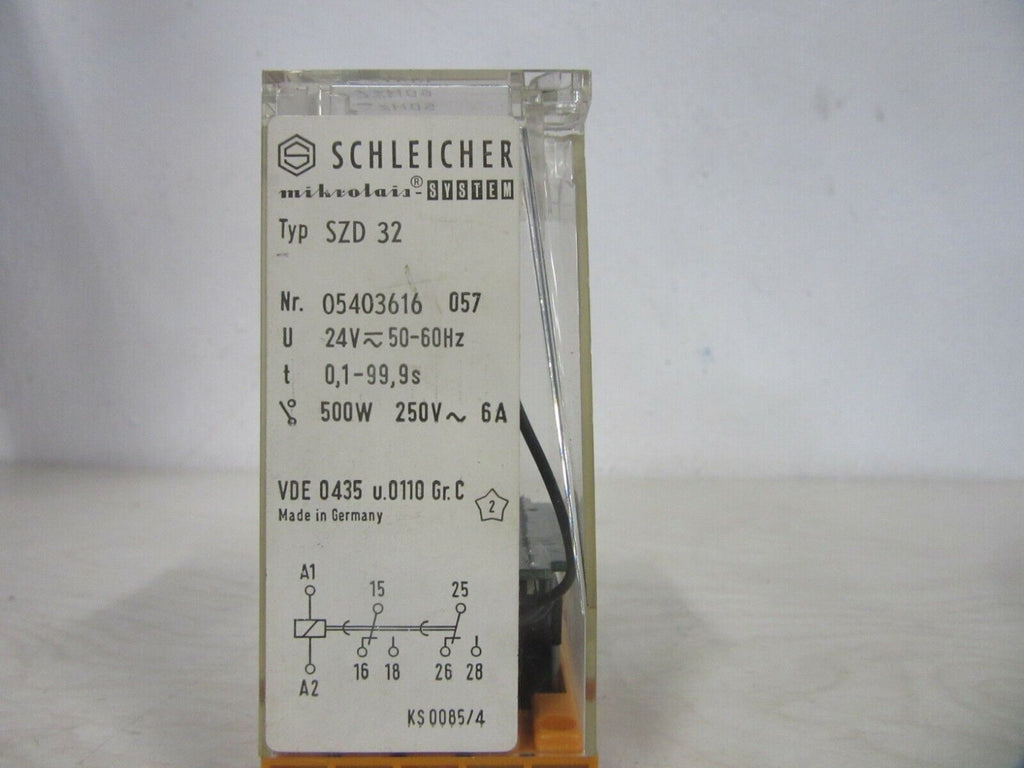 SCHLEICHER
mikrolais®-SYSTEM
Typ SZD 32
Nr. 05403616 057
U 24V≂ 50-60Hz
t 0,1-99,9s
500W 250V~ 6A
VDE 0435 u.0110 Gr.C
2
Made in Germany
A1
15 25
16 18 26 28
A2
KS 0085/4